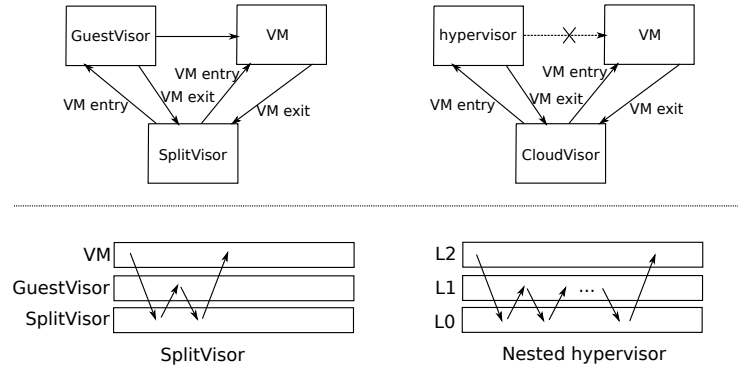 GuestVisor
VM
VM entry
VM entry
VM exit
VM exit
SplitVisor
hypervisor
VM
VM entry
VM entry
VM exit
VM exit
CloudVisor
VM
GuestVisor
SplitVisor
SplitVisor
L2
L1
...
L0
Nested hypervisor